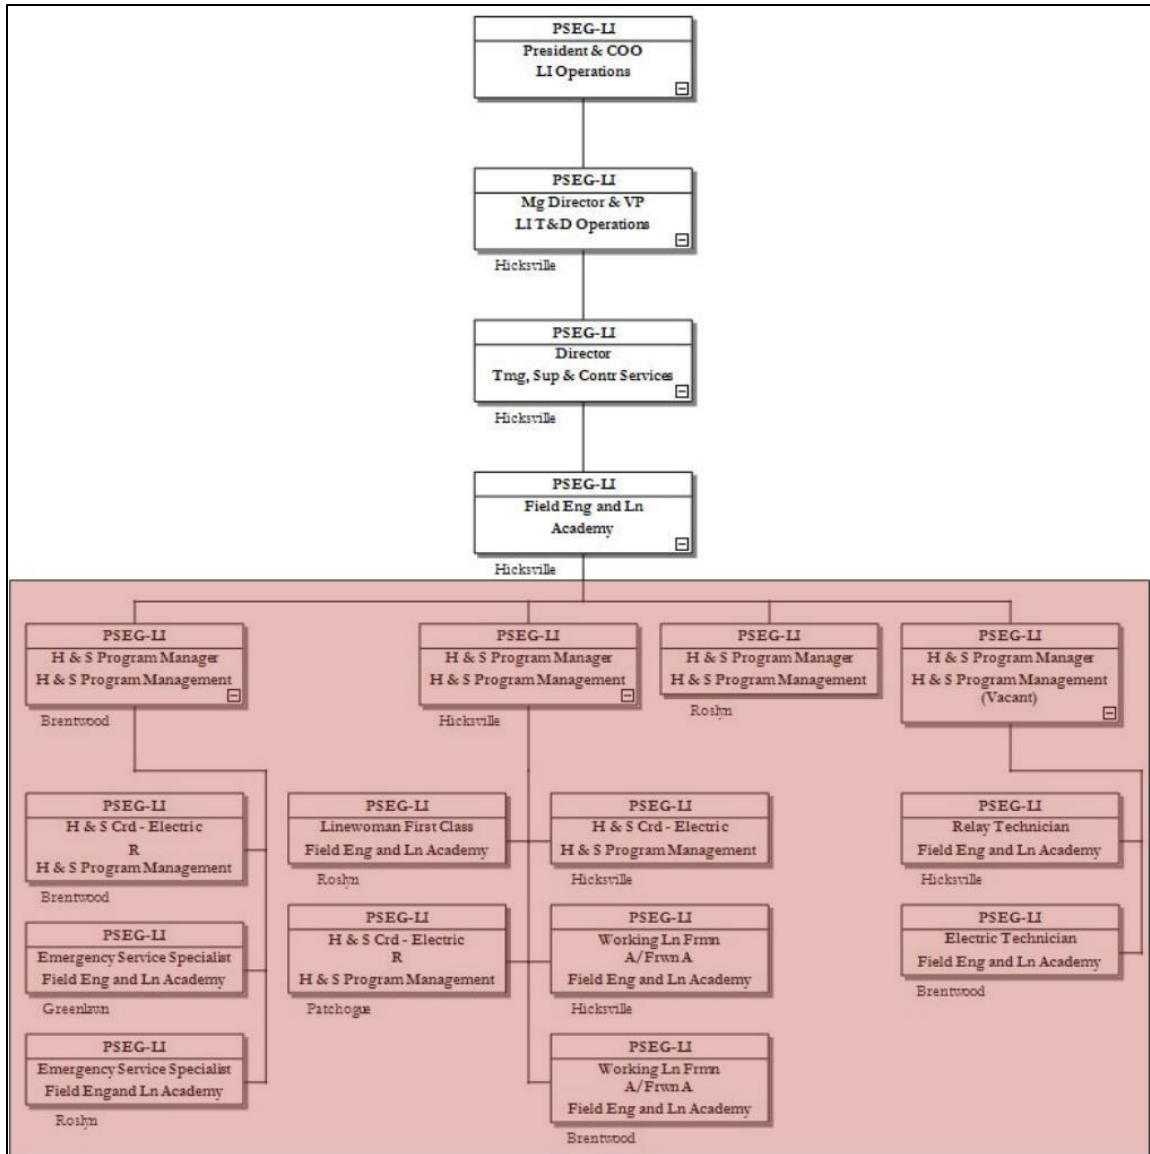 PSEG-LI
President & COO
LI Operations
PSEG-LI
Mg Director & VP
LI T&D Operations
Hicksville
PSEG-LI
Director
Tmg, Sup & Contr Services
Hicksville
PSEG-LI
Field Eng and Ln
Academy
Hicksville
PSEG-LI
H & S Program Manager
H & S Program Management
Brentwood
PSEG-LI
H & S Program Manager
H & S Program Management
Hicksville
PSEG-LI
H & S Program Manager
H & S Program Management
Roslyn
PSEG-LI
H & S Program Manager
H & S Program Management
(Vacant)
PSEG-LI
H & S Crd - Electric
R
H & S Program Management
Brentwood
PSEG-LI
Emergency Service Specialist
Field Eng and Ln Academy
Greenlawn
PSEG-LI
Emergency Service Specialist
Field Engand Ln Academy
Roslyn
PSEG-LI
Linewoman First Class
Field Eng and Ln Academy
Roslyn
PSEG-LI
H & S Crd - Electric
R
H & S Program Management
Patchogue
PSEG-LI
H & S Crd - Electric
H & S Program Management
Hicksville
PSEG-LI
Working Ln Frmn
A/Frwn A
Field Eng and Ln Academy
Hicksville
PSEG-LI
Working Ln Frmn
A/Frwn A
Field Eng and Ln Academy
Brentwood
PSEG-LI
Relay Technician
Field Eng and Ln Academy
Hicksville
PSEG-LI
Electric Technician
Field Eng and Ln Academy
Brentwood